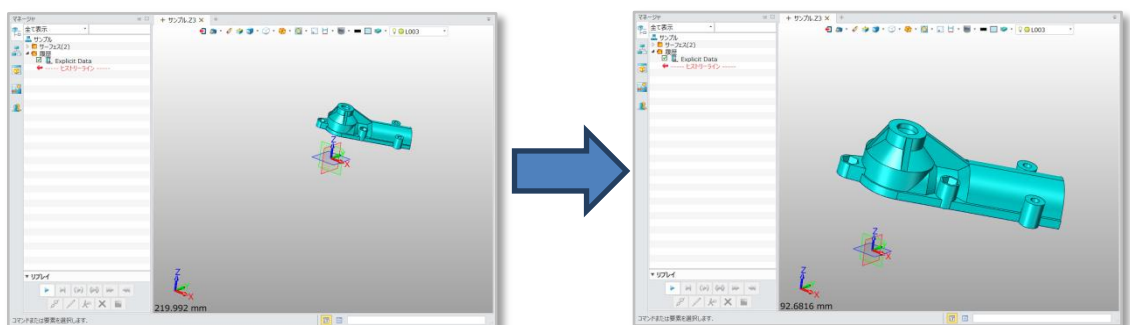 マネージャ
全て表示
サンプル
サーフェス(2)
履歴
Explicit Data
------ ヒストリーライン ------
リプレイ
コマンドまたは要素を選択します.
+ サンプル.Z3 ×
L003
Z
X
Z
X
219.992 mm
マネージャ
全て表示
サンプル
サーフェス(2)
履歴
Explicit Data
------ ヒストリーライン ------
リプレイ
コマンドまたは要素を選択します.
+ サンプル.Z3 ×
L003
Z
X
Z
X
92.6816 mm